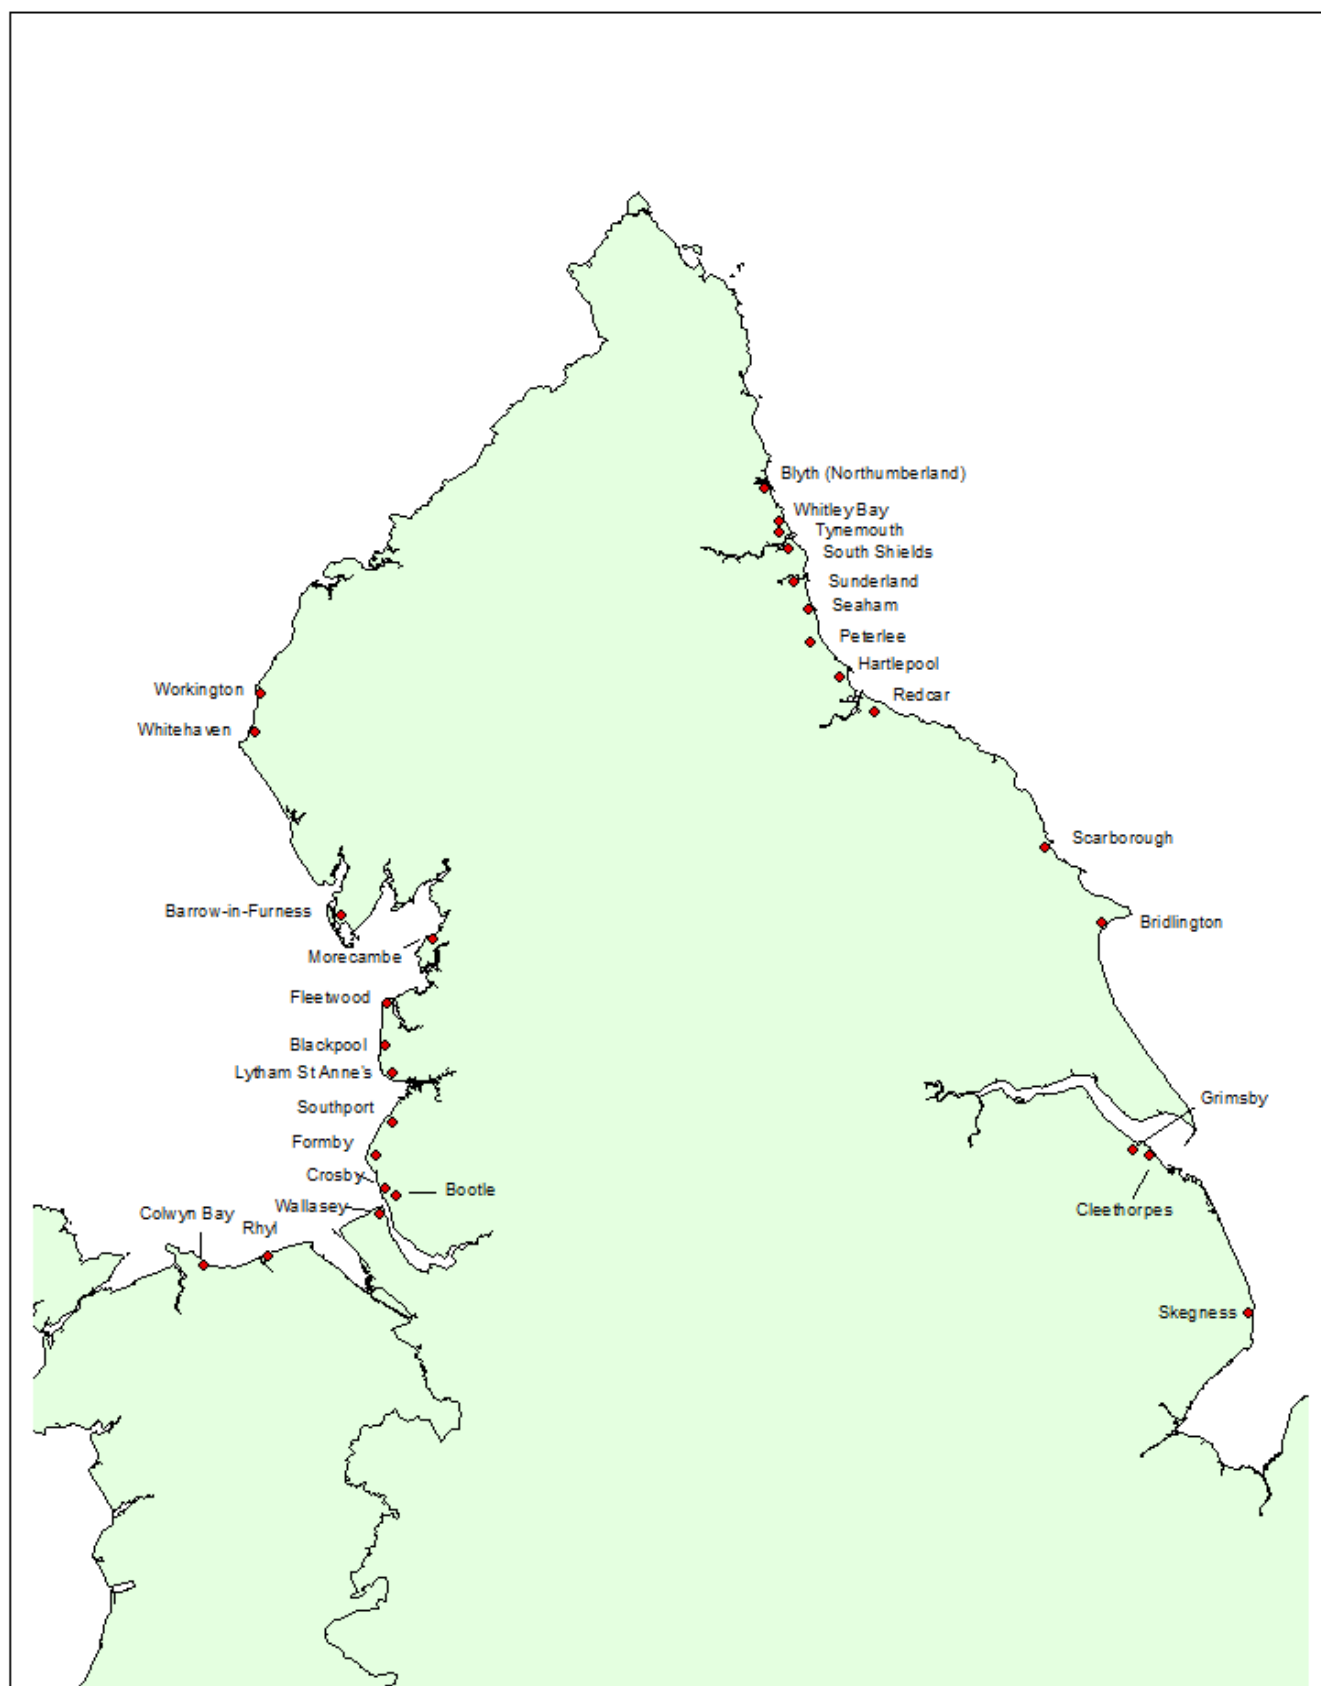 Blyth (Northumberland)
Whitley Bay
Tynemouth
South Shields
Sunderland
Seaham
Peterlee
Hartlepool
Workington
Redcar
Whitehaven
Scarborough
Barrow-in-Furness
Bridlington
Morecambe
Fleetwood
Blackpool
Lytham St Anne's
Grimsby
Southport
Formby
Crosby
Bootle
Wallasey
Cleethorpes
Colwyn Bay
Rhyl
Skegness